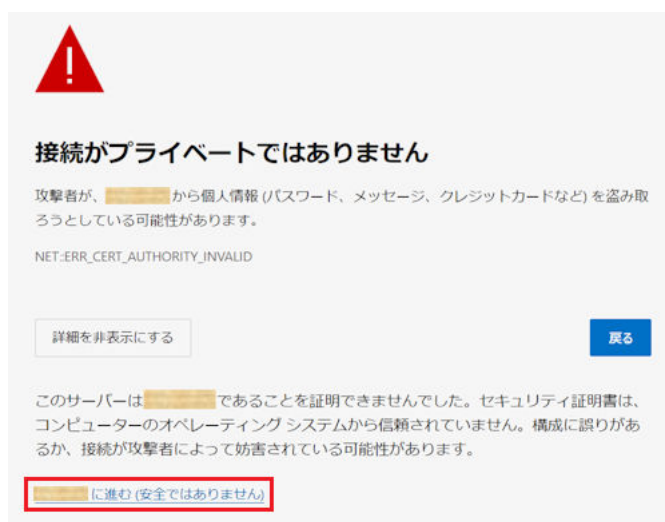 接続がプライベートではありません
攻撃者が、 から個人情報 (パスワード、メッセージ、クレジットカードなど) を盗み取
ろうとしている可能性があります。
NET::ERR_CERT_AUTHORITY_INVALID
詳細を非表示にする
戻る
このサーバーは であることを証明できませんでした。セキュリティ証明書は、
コンピューターのオペレーティング システムから信頼されていません。構成に誤りがあ
るか、接続が攻撃者によって妨害されている可能性があります。
に進む (安全ではありません)